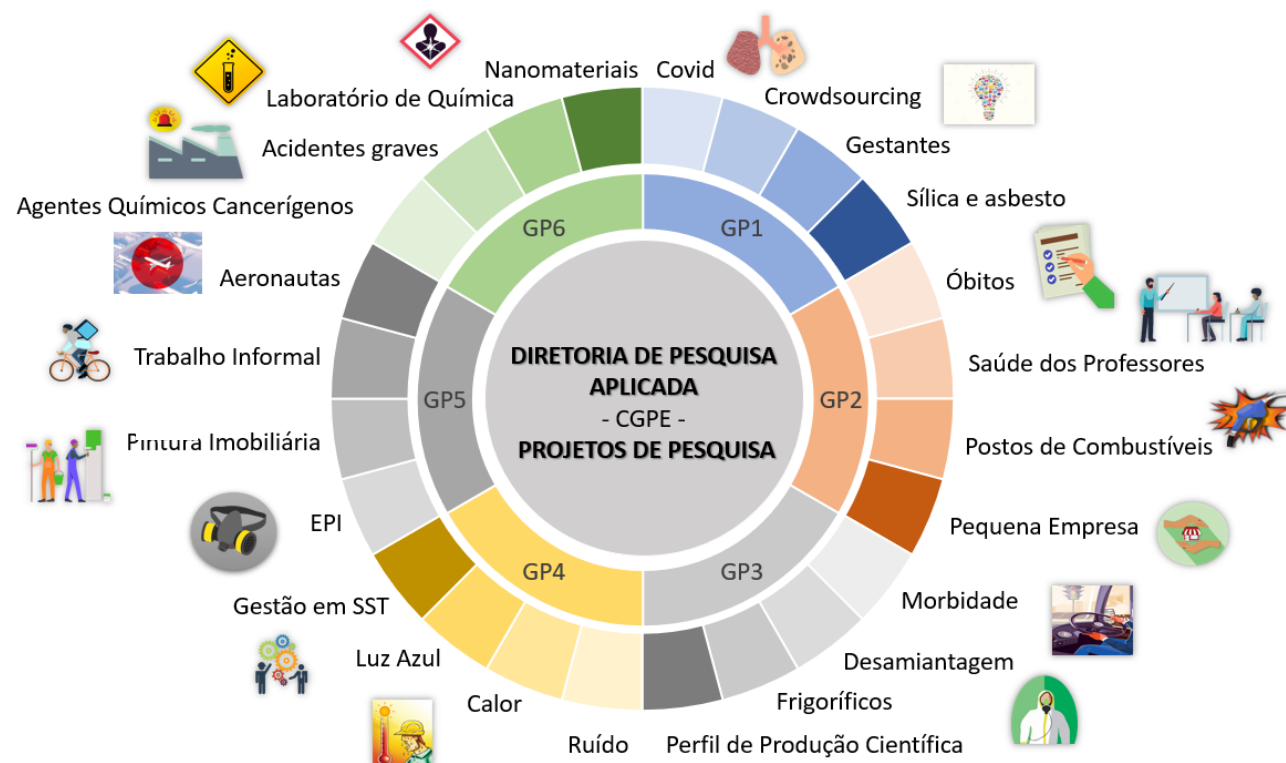 Nanomateriais
Covid
Laboratório de Química
Crowdsourcing
Acidentes graves
Gestantes
Agentes Químicos Cancerígenos
Sílica e asbesto
GP6
GP1
Aeronautas
Óbitos
Trabalho Informal
DIRETORIA DE PESQUISA
APLICADA
- CGPE -
PROJETOS DE PESQUISA
Saúde dos Professores
GP5
GP2
Pintura Imobiliária
Postos de Combustíveis
EPI
Pequena Empresa
GP4
GP3
Gestão em SST
Morbidade
Luz Azul
Desamiantagem
Calor
Frigoríficos
Ruído
Perfil de Produção Científica